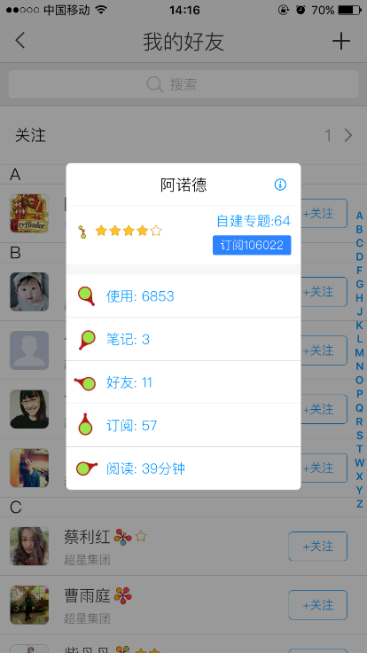 中国移动 14:16 70%
我的好友
搜索
关注 1
A
阿诺德
自建专题:64
订阅106022
+关注
B
使用: 6853
+关注
笔记: 3
+关注
好友: 11
+关注
订阅: 57
+关注
阅读: 39分钟
C
蔡利红
超星集团
+关注
曹雨庭
超星集团
+关注
A
B
C
D
F
G
H
J
K
L
M
N
O
P
Q
R
S
T
W
X
Y
Z